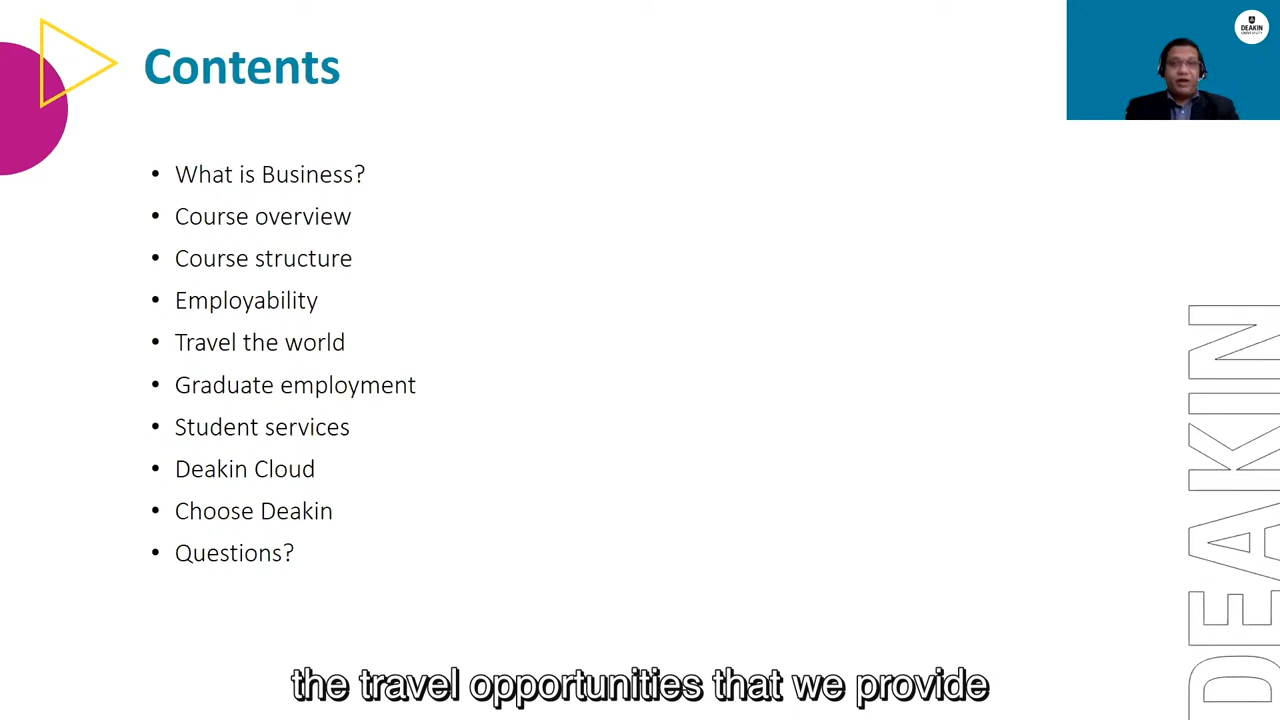 Contents
DEAKIN
UNIVERSITY
• What is Business?
• Course overview
• Course structure
• Employability
• Travel the world
• Graduate employment
• Student services
• Deakin Cloud
• Choose Deakin
• Questions?
DEAKIN
the travel opportunities that we provide